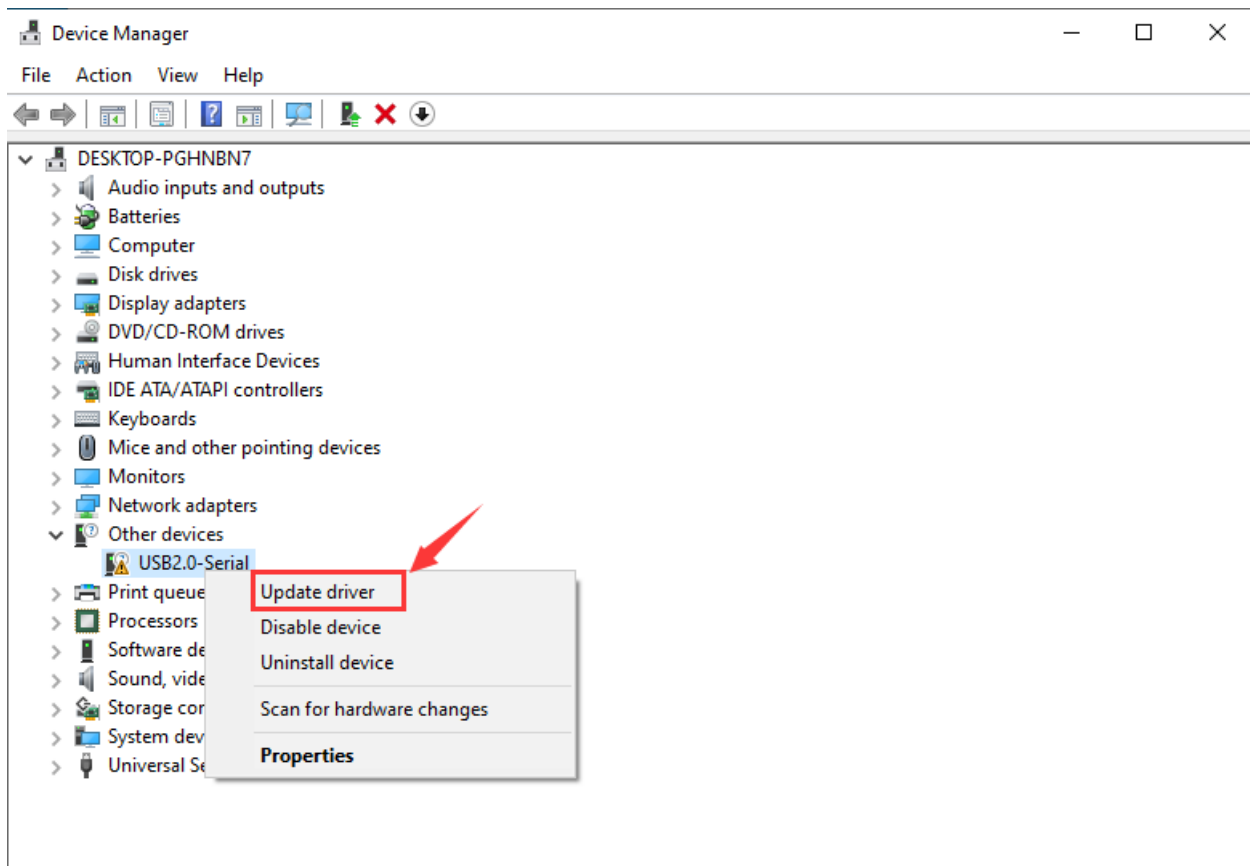 Device Manager
File Action View Help
DESKTOP-PGHNBN7
Audio inputs and outputs
Batteries
Computer
Disk drives
Display adapters
DVD/CD-ROM drives
Human Interface Devices
IDE ATA/ATAPI controllers
Keyboards
Mice and other pointing devices
Monitors
Network adapters
Other devices
USB2.0-Serial
Print queue
Update driver
Processors
Disable device
Software de
Uninstall device
Sound, vide
Storage cor
Scan for hardware changes
System dev
Properties
Universal Se